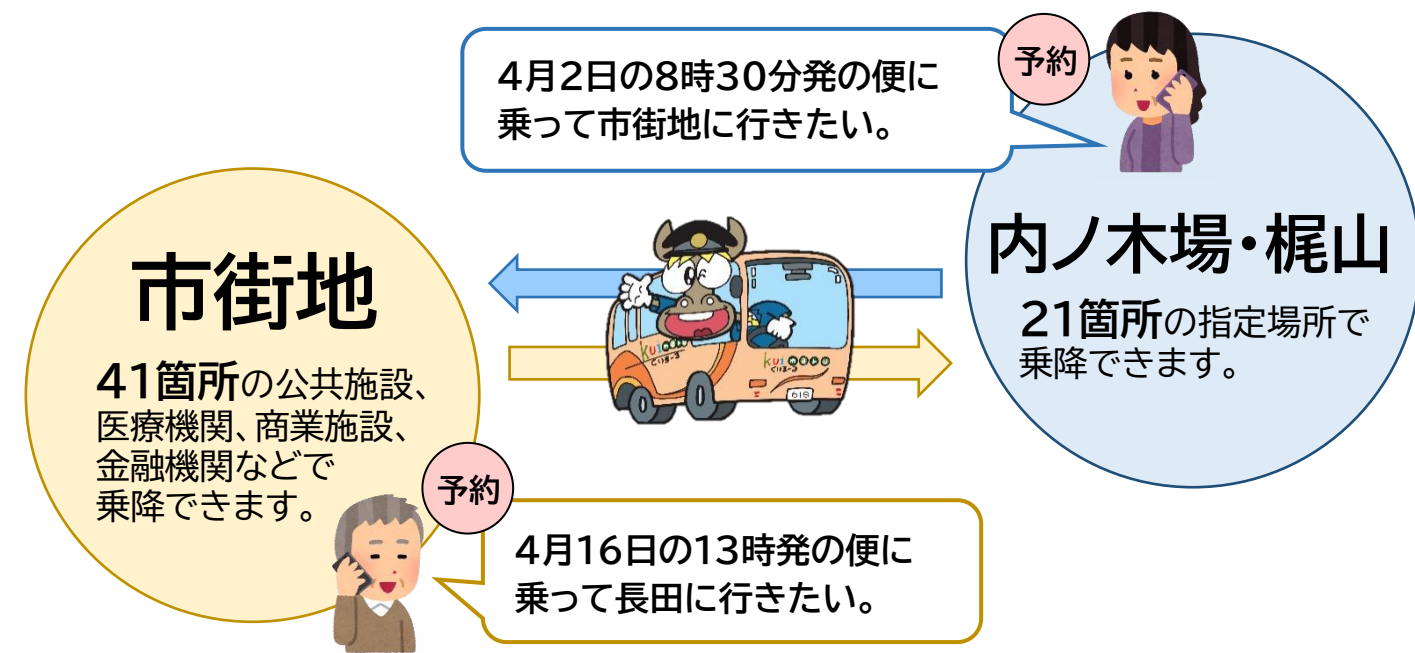 予約
4月2日の8時30分発の便に
乗って市街地に行きたい。
内ノ木場・梶山
21箇所の指定場所で
乗降できます。
市街地
41箇所の公共施設、
医療機関、商業施設、
金融機関などで
乗降できます。
予約
4月16日の13時発の便に
乗って長田に行きたい。